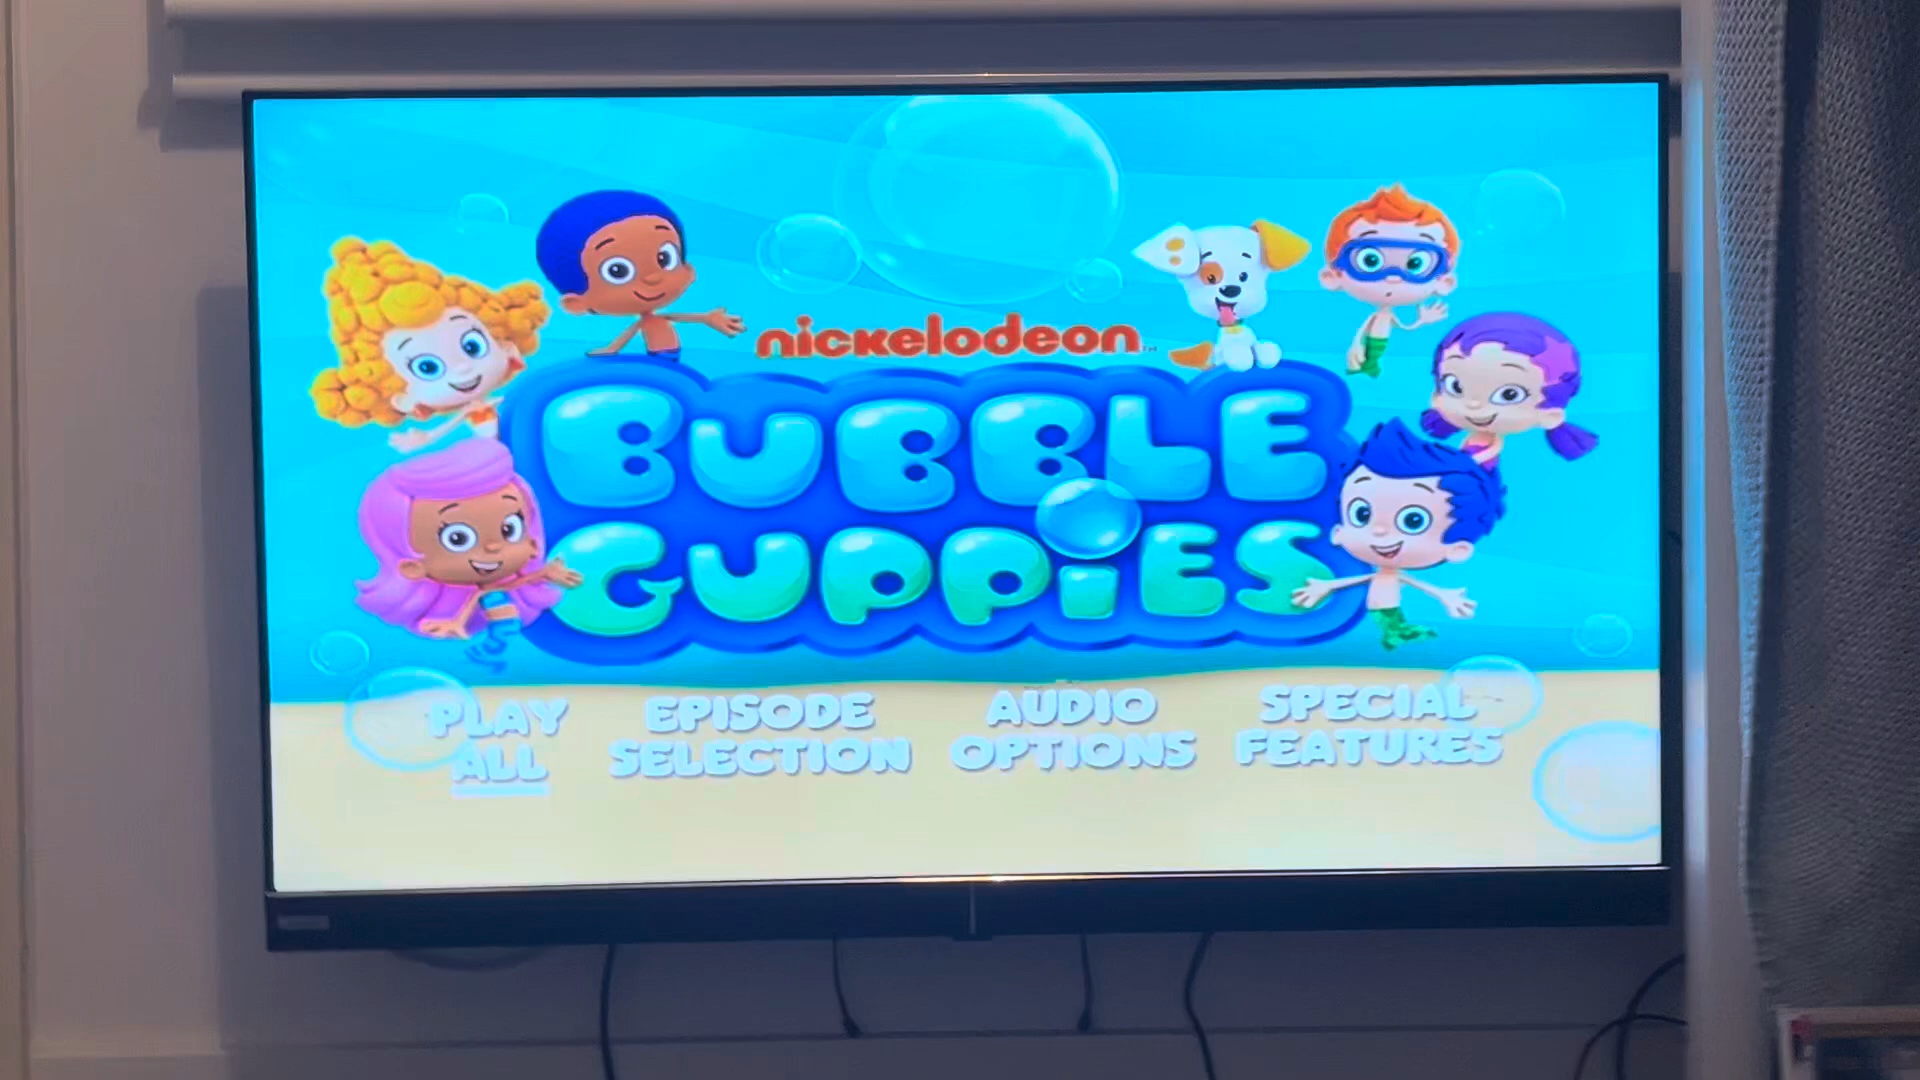 nickelodeon
BUBBLE
GUPPiES
PLAY
ALL
EPISODE
SELECTION
AUDIO
OPTIONS
SPECIAL
FEATURES